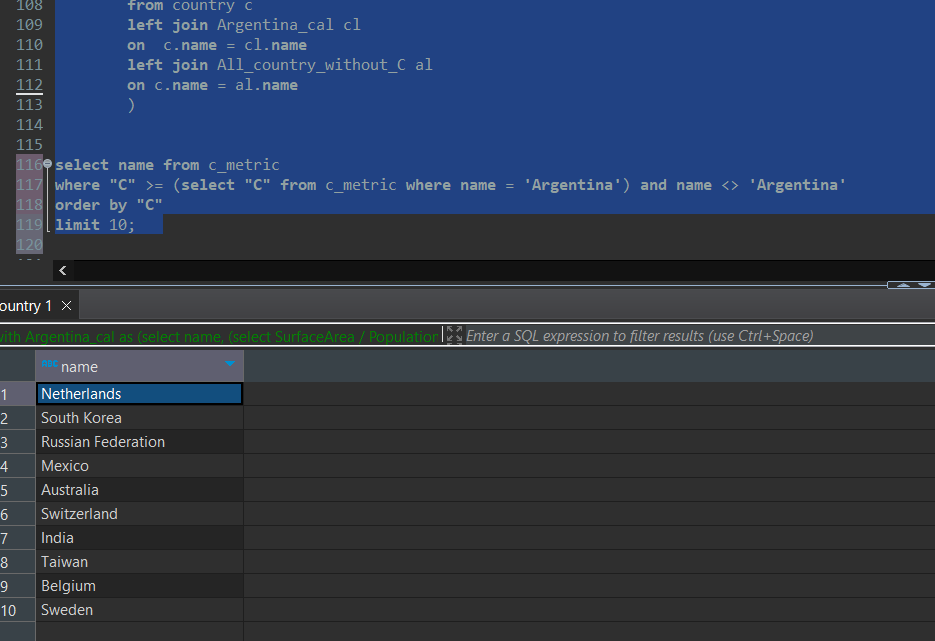 108 from country c
109 left join Argentina_cal cl
110 on c.name = cl.name
111 left join All_country_without_C al
112 on c.name = al.name
113 )
114
115
116 select name from c_metric
117 where "C" >= (select "C" from c_metric where name = 'Argentina') and name <> 'Argentina'
118 order by "C"
119 limit 10;
120
ountry 1
with Argentina_cal as (select name, (select SurfaceArea / Population Enter a SQL expression to filter results (use Ctrl+Space)
ABC name
1 Netherlands
2 South Korea
3 Russian Federation
4 Mexico
5 Australia
6 Switzerland
7 India
8 Taiwan
9 Belgium
10 Sweden